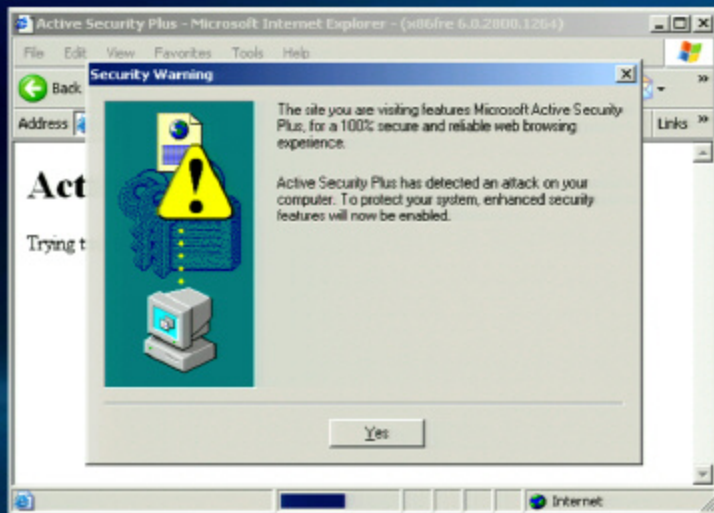 Active Security Plus - Microsoft Internet Explorer - (x86fre 6.0.2800.1264)
File Edit View Favorites Tools Help
Security Warning
Back
Address
Links »
The site you are visiting features Microsoft Active Security
Plus, for a 100% secure and reliable web browsing
experience.
Act
Active Security Plus has detected an attack on your
computer. To protect your system, enhanced security
features will now be enabled.
Trying t
Yes
Internet